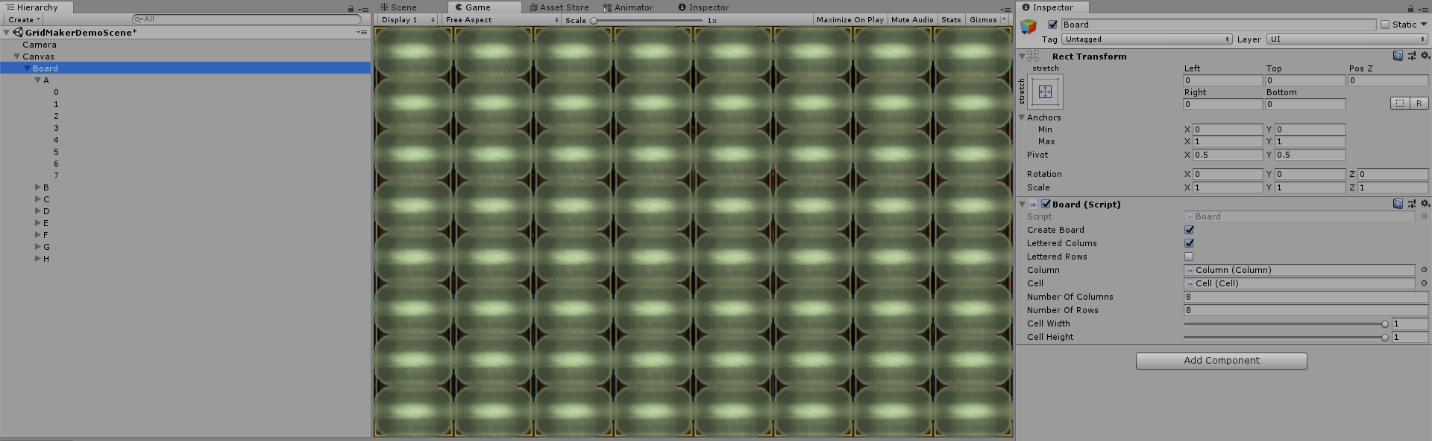 Hierarchy
Create
All
GridMakerDemoScene*
Camera
Canvas
Board
A
0
1
2
3
4
5
6
7
B
C
D
E
F
G
H
Scene Game Asset Store Animator Inspector
Display 1 Free Aspect Scale 1x Maximize On Play Mute Audio Stats Gizmos
Inspector
Board Static
Tag Untagged Layer UI
Rect Transform
stretch Left Top Pos Z
stretch 0 0 0
Right Bottom
0 0 R
Anchors
Min X 0 Y 0
Max X 1 Y 1
Pivot X 0.5 Y 0.5
Rotation X 0 Y 0 Z 0
Scale X 1 Y 1 Z 1
Board (Script)
Script Board
Create Board
Lettered Colums
Lettered Rows
Column Column (Column)
Cell Cell (Cell)
Number Of Columns 8
Number Of Rows 8
Cell Width 1
Cell Height 1
Add Component